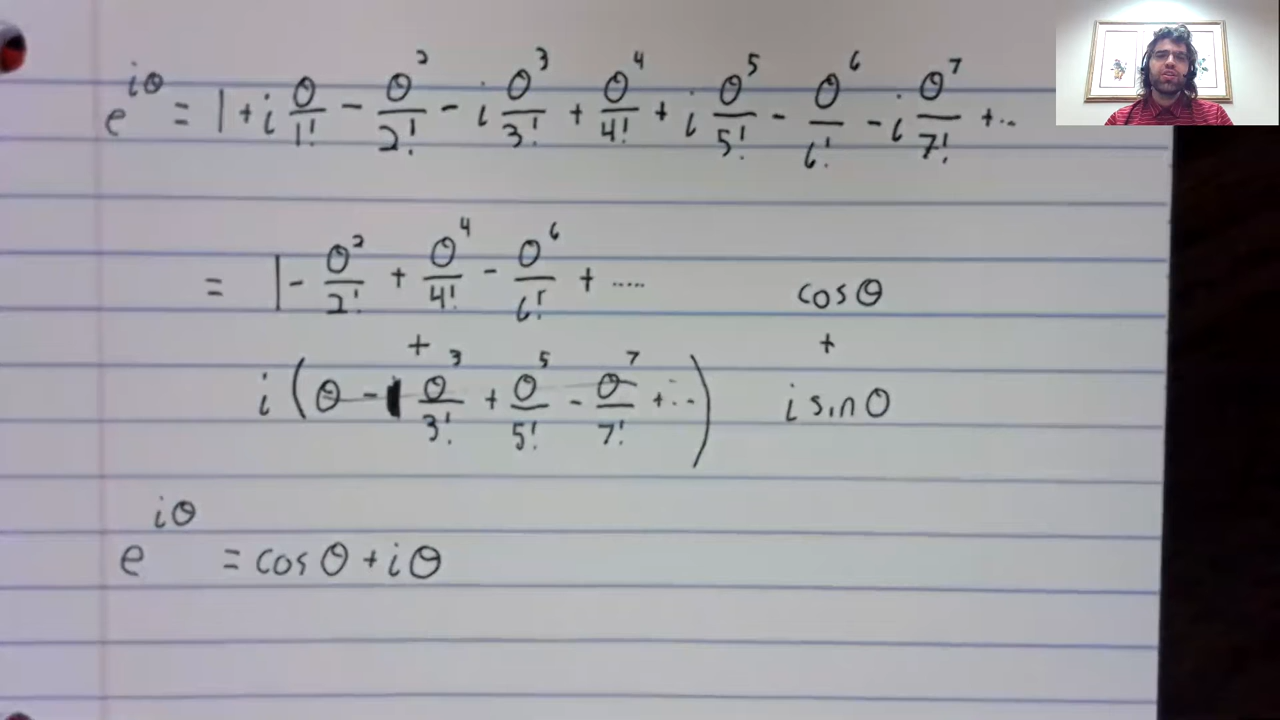 e^{iθ} = 1 + i θ/1! - θ²/2! - i θ³/3! + θ⁴/4! + i θ⁵/5! - θ⁶/6! - i θ⁷/7! + ..
= 1 - θ²/2! + θ⁴/4! - θ⁶/6! + ..... cos θ
+ +
i (θ - θ³/3! + θ⁵/5! - θ⁷/7! + ...) i sin θ
e^{iθ} = cos θ + i θ